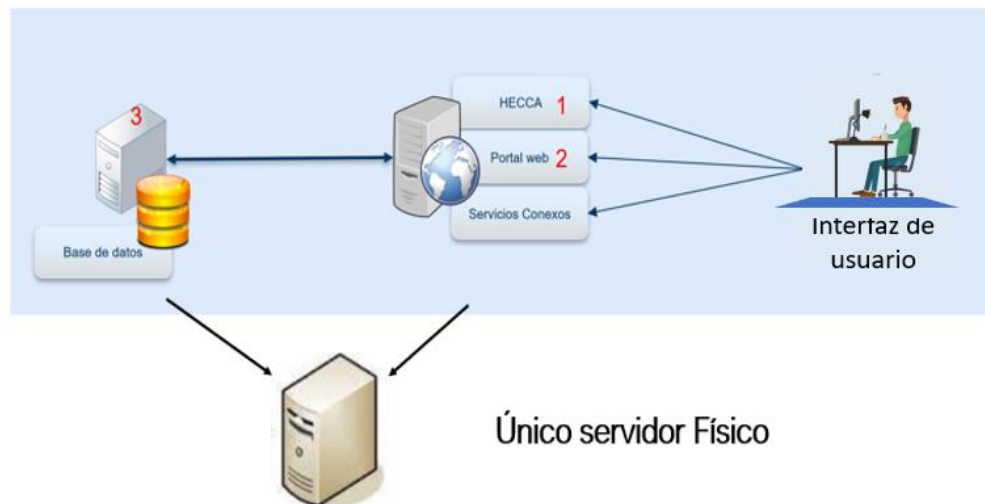 3
HECCA 1
Portal web 2
Servicios Conexos
Base de datos
Intertaz de
usuario
Único servidor Físico